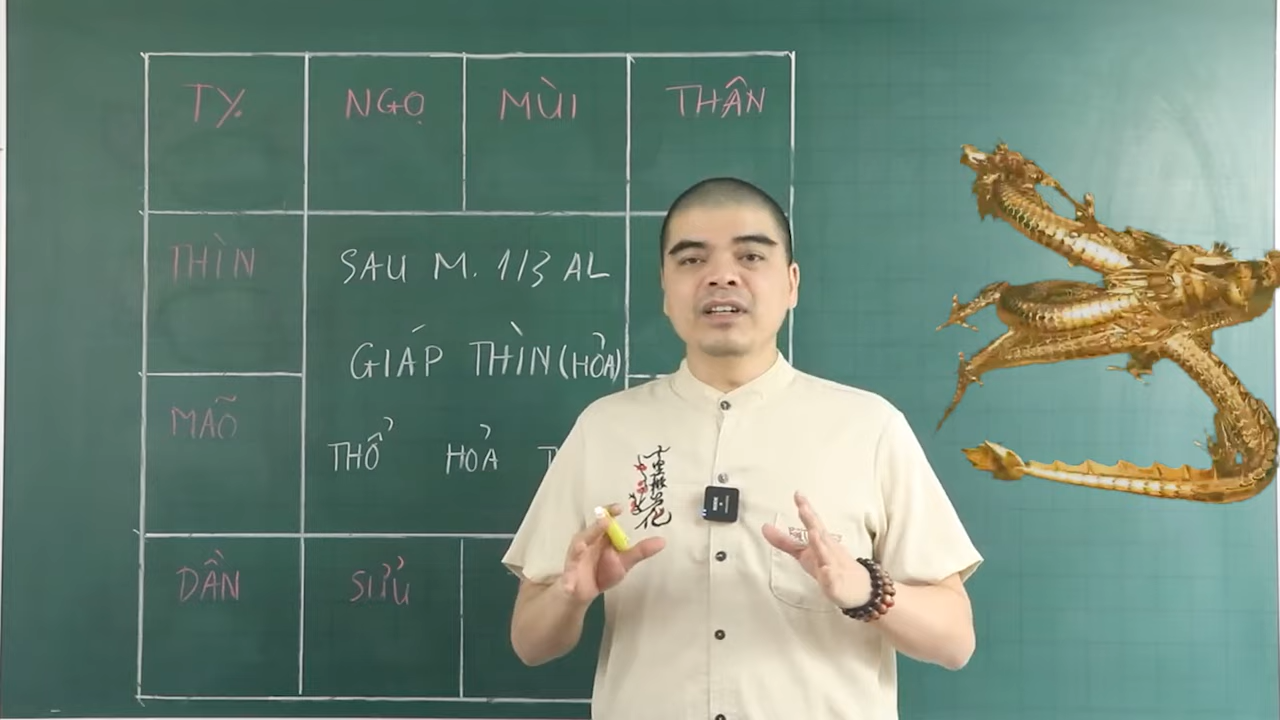 TỴ NGỌ MÙI THÂN
THÌN
SAU M. 1/3 AL
GIÁP THÌN (HỎA)
MÃO
THỔ HỎA
DẦN SỬU